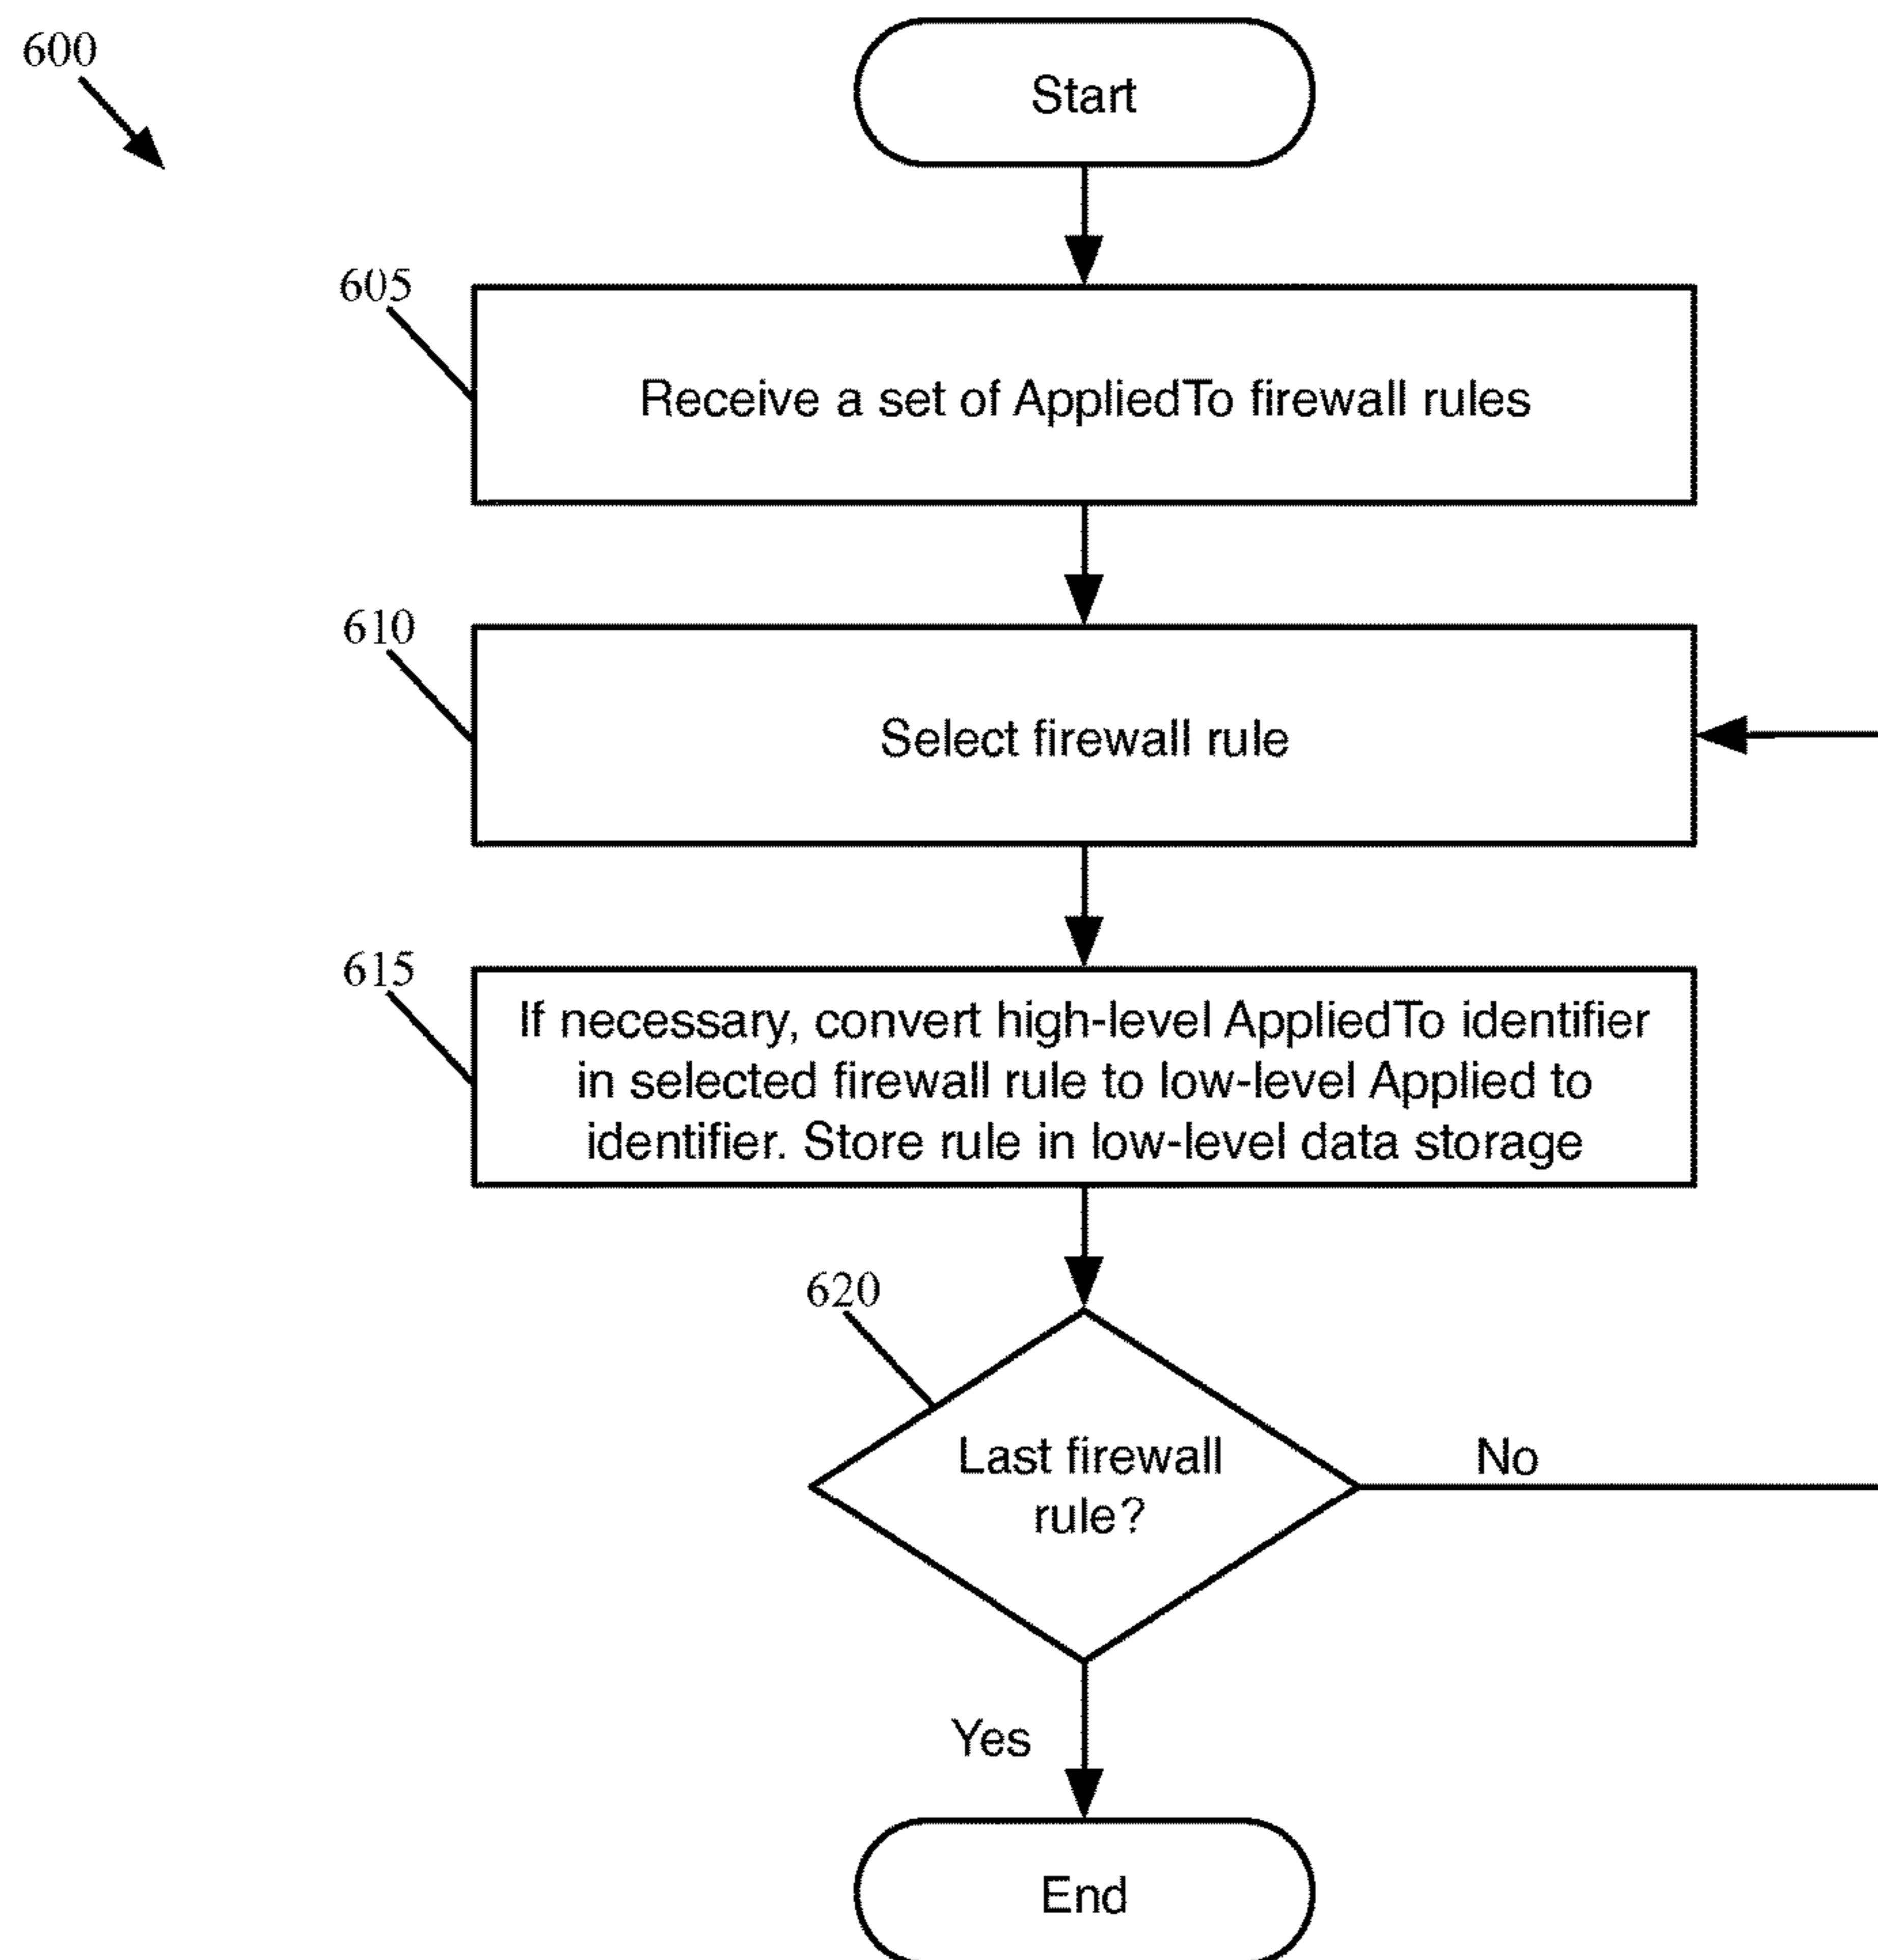 600
Start
605
Receive a set of AppliedTo firewall rules
610
Select firewall rule
615
If necessary, convert high-level AppliedTo identifier
in selected firewall rule to low-level Applied to
identifier. Store rule in low-level data storage
620
Last firewall
rule?
No
Yes
End